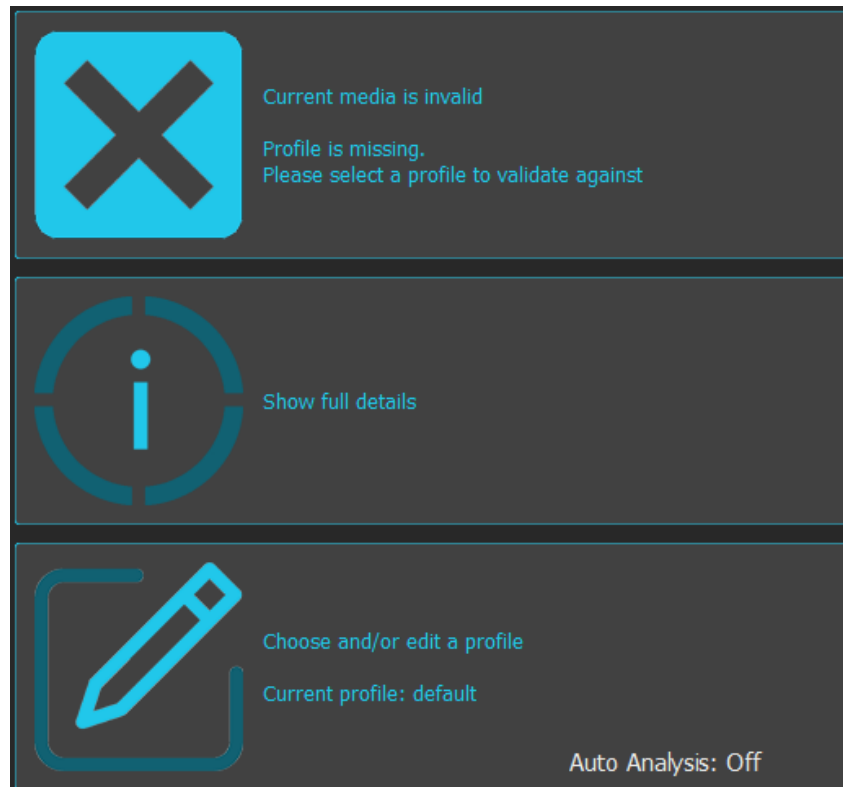 Current media is invalid
Profile is missing.
Please select a profile to validate against
Show full details
Choose and/or edit a profile
Current profile: default
Auto Analysis: Off